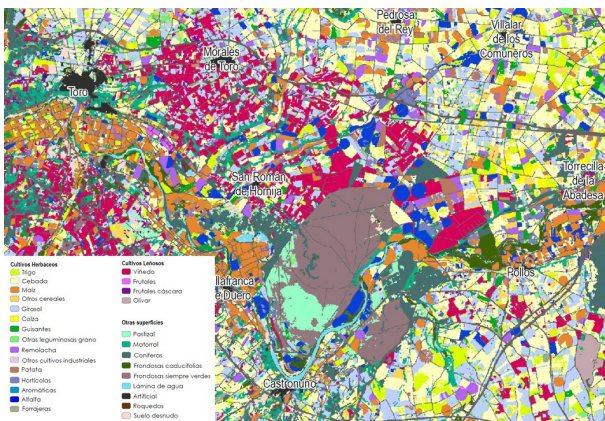 Pedrosa
del Rey
Villalar
de los
Comuneros
Morales
de Toro
Toro
San Román
de Hornija
Torrecilla
de la
Abadesa
Pollos
llafranca
e Duero
Castronuño
Cultivos Herbáceos
Trigo
Cebada
Maíz
Otros cereales
Girasol
Colza
Guisantes
Otras leguminosas grano
Remolacha
Otros cultivos industriales
Patata
Hortícolas
Aromáticas
Alfalfa
Forrajeras
Cultivos Leñosos
Viñedo
Frutales
Frutales cáscara
Olivar
Otras superficies
Pastizal
Matorral
Coníferas
Frondosas caducifolias
Frondosas siempre verdes
Lámina de agua
Artificial
Roquedos
Suelo desnudo